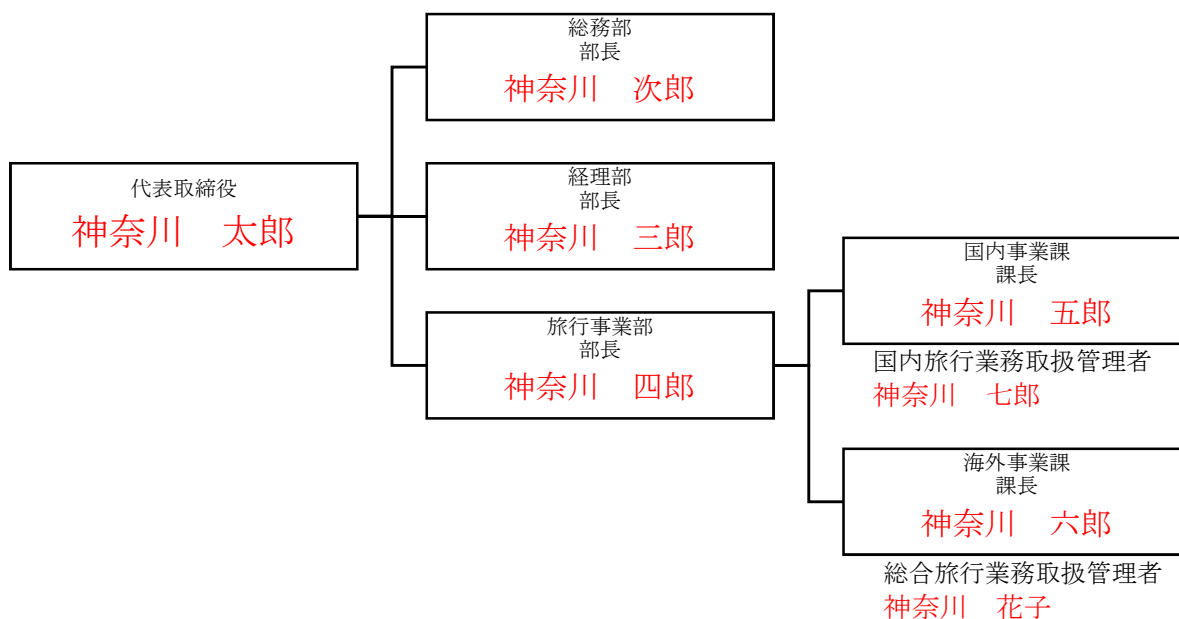 総務部
部長
神奈川　次郎
代表取締役
神奈川　太郎
経理部
部長
神奈川　三郎
旅行事業部
部長
神奈川　四郎
国内事業課
課長
神奈川　五郎
国内旅行業務取扱管理者
神奈川　七郎
海外事業課
課長
神奈川　六郎
総合旅行業務取扱管理者
神奈川　花子